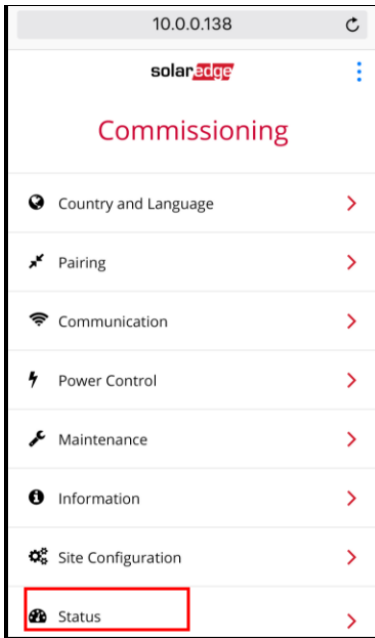 10.0.0.138
solaredge
Commissioning
Country and Language
Pairing
Communication
Power Control
Maintenance
Information
Site Configuration
Status